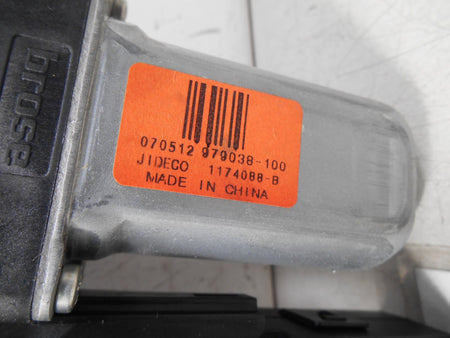 brose
070512 979038-100
JIDECO 1174088-B
MADE IN CHINA